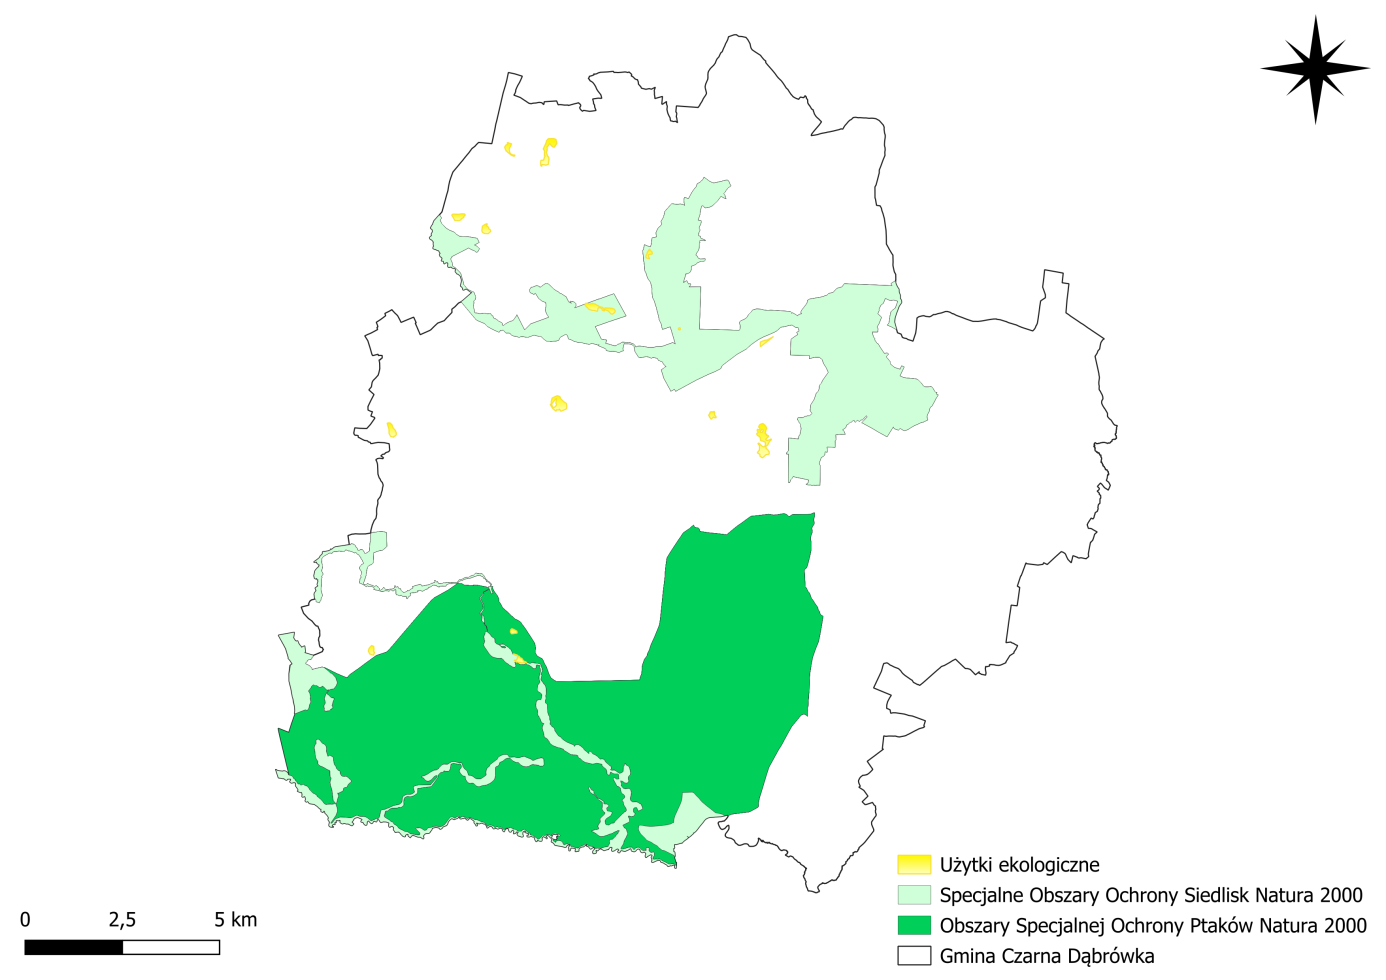 Użytki ekologiczne
Specjalne Obszary Ochrony Siedlisk Natura 2000
Obszary Specjalnej Ochrony Ptaków Natura 2000
Gmina Czarna Dąbrówka
0 2,5 5 km